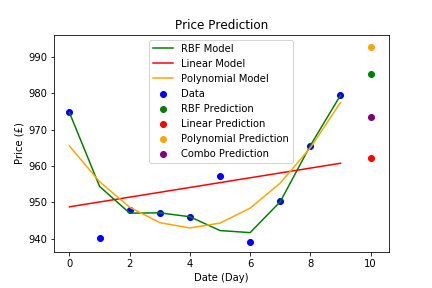 Price Prediction
RBF Model
Linear Model
Polynomial Model
Data
RBF Prediction
Linear Prediction
Polynomial Prediction
Combo Prediction
Price (£)
990
980
970
960
950
940
0 2 4 6 8 10
Date (Day)